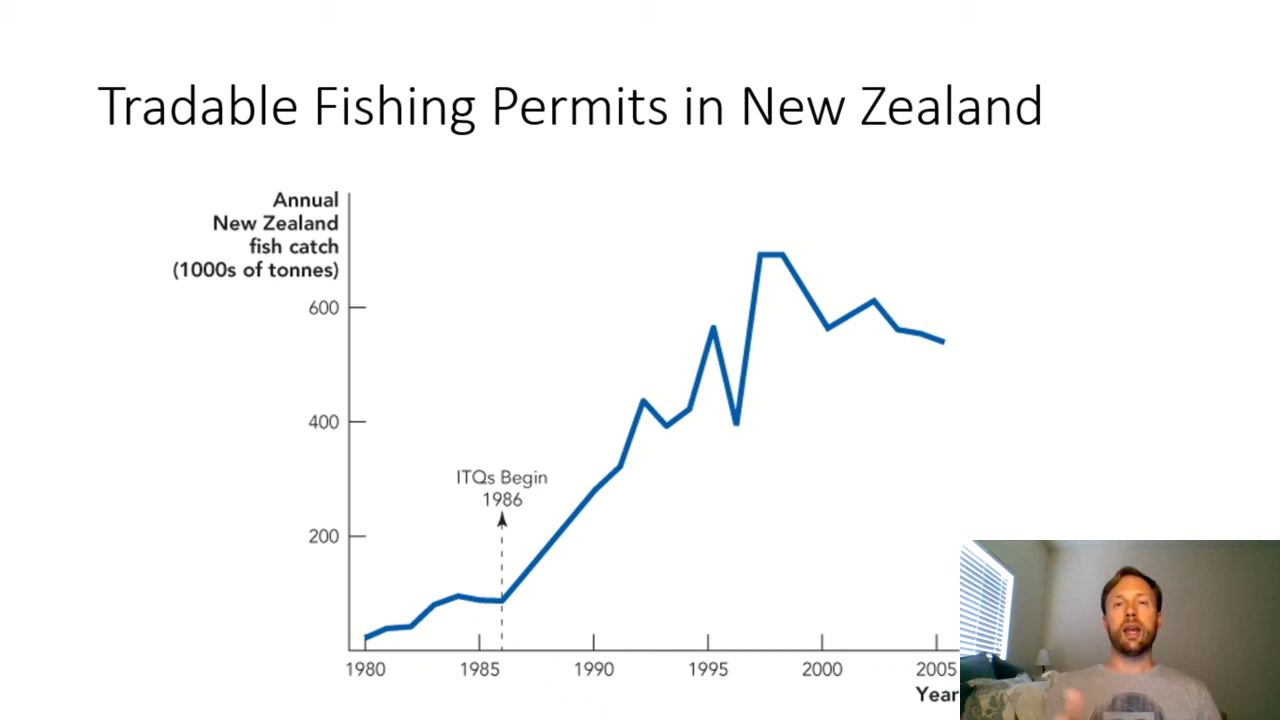 Tradable Fishing Permits in New Zealand
Annual
New Zealand
fish catch
(1000s of tonnes)
600
400
ITQs Begin
1986
200
1980 1985 1990 1995 2000 2005
Year